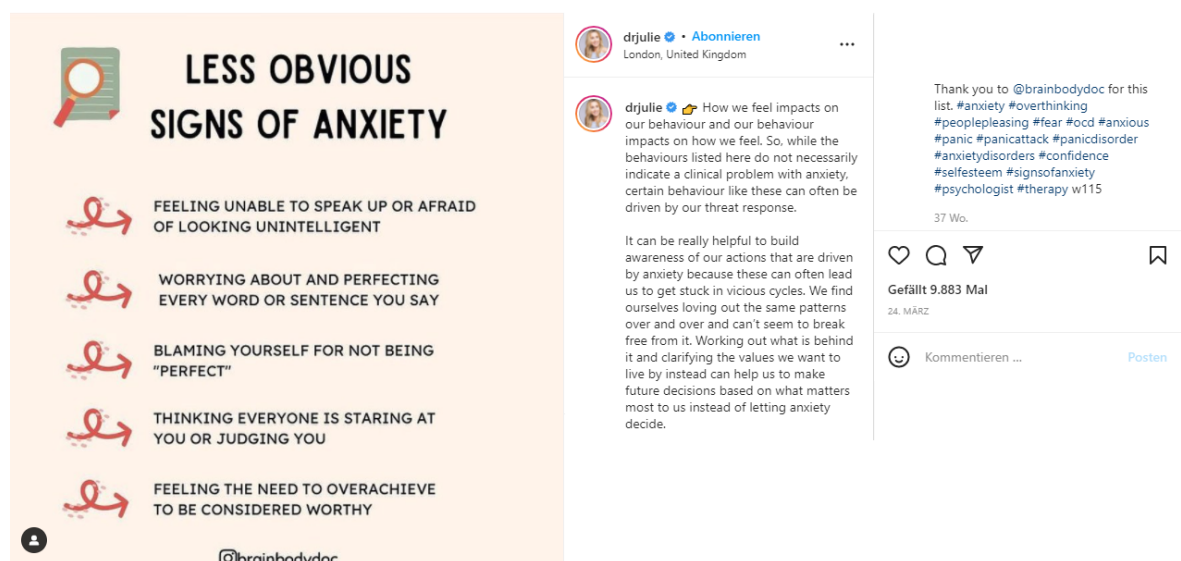 LESS OBVIOUS
SIGNS OF ANXIETY
FEELING UNABLE TO SPEAK UP OR AFRAID
OF LOOKING UNINTELLIGENT
WORRYING ABOUT AND PERFECTING
EVERY WORD OR SENTENCE YOU SAY
BLAMING YOURSELF FOR NOT BEING
"PERFECT"
THINKING EVERYONE IS STARING AT
YOU OR JUDGING YOU
FEELING THE NEED TO OVERACHIEVE
TO BE CONSIDERED WORTHY
brainbodydoc
drjulie • Abonnieren
London, United Kingdom
drjulie 👉 How we feel impacts on
our behaviour and our behaviour
impacts on how we feel. So, while the
behaviours listed here do not necessarily
indicate a clinical problem with anxiety,
certain behaviour like these can often be
driven by our threat response.
It can be really helpful to build
awareness of our actions that are driven
by anxiety because these can often lead
us to get stuck in vicious cycles. We find
ourselves loving out the same patterns
over and over and can't seem to break
free from it. Working out what is behind
it and clarifying the values we want to
live by instead can help us to make
future decisions based on what matters
most to us instead of letting anxiety
decide.
Thank you to @brainbodydoc for this
list. #anxiety #overthinking
#peoplepleasing #fear #ocd #anxious
#panic #panicattack #panicdisorder
#anxietydisorders #confidence
#selfesteem #signsofanxiety
#psychologist #therapy w115
37 Wo.
Gefällt 9.883 Mal
24. MÄRZ
Kommentieren ...
Posten